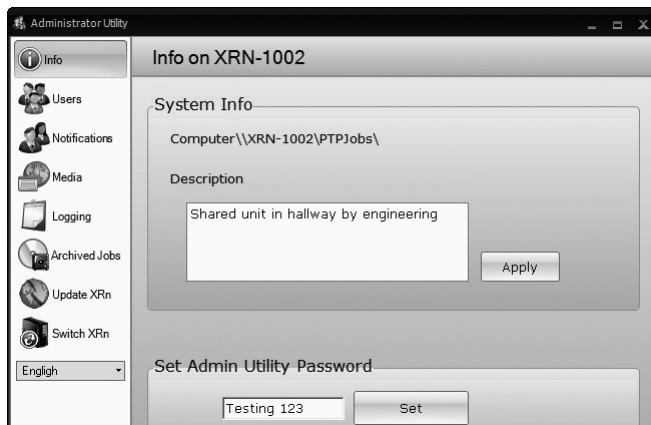 Administrator Utility
Info
Users
Notifications
Media
Logging
Archived Jobs
Update XRn
Switch XRn
Engligh
Info on XRN-1002
System Info
Computer\\XRN-1002\PTPJobs\
Description
Shared unit in hallway by engineering
Apply
Set Admin Utility Password
Testing 123
Set